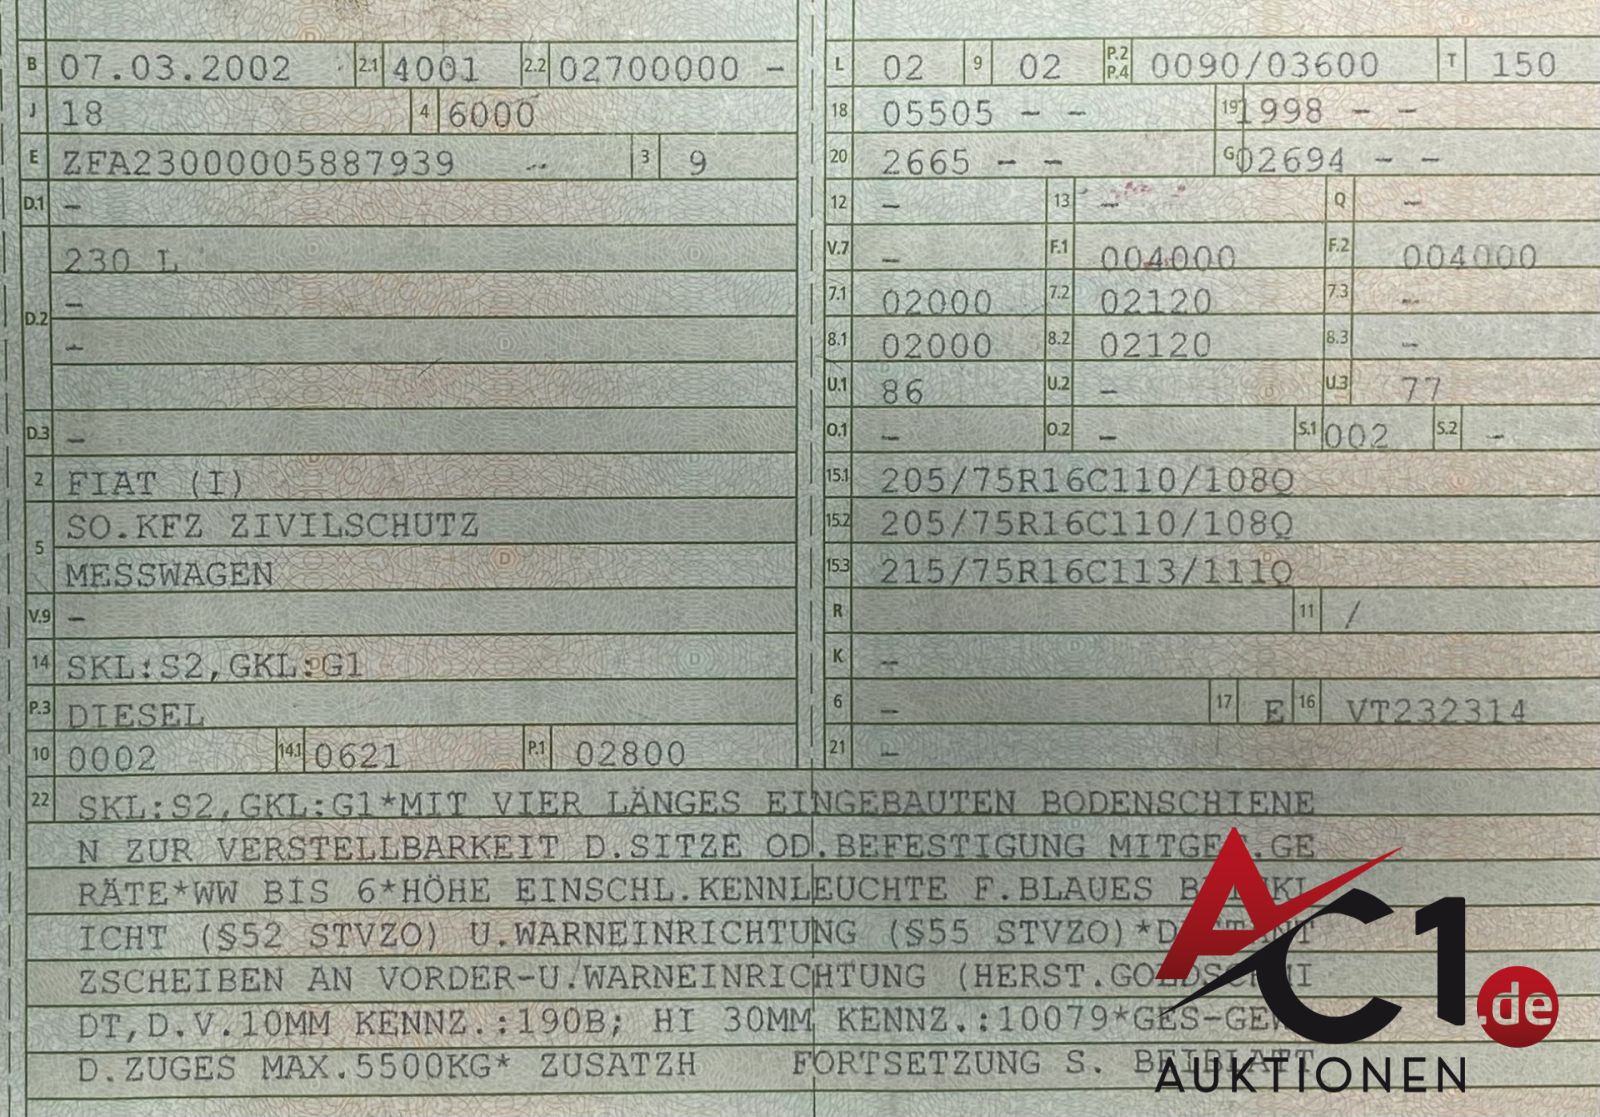 B 07.03.2002 2.1 4001 2.2 02700000 -
J 18 4 6000
E ZFA23000005887939 -- 3 9
D.1 -
230 L
D.2 -
-
D.3 -
2 FIAT (I)
SO.KFZ ZIVILSCHUTZ
5
MESSWAGEN
V.9 -
14 SKL:S2,GKL:G1
P.3 DIESEL
10 0002 14.1 0621 P.1 02800
L 02 9 02 P.2 P.4 0090/03600 T 150
18 05505 - - 19 1998 - -
20 2665 - - G 02694 - -
12 - 13 - Q -
V.7 - F.1 004000 F.2 004000
7.1 02000 7.2 02120 7.3 -
8.1 02000 8.2 02120 8.3 -
U.1 86 U.2 - U.3 77
O.1 - O.2 - S.1 002 S.2 -
15.1 205/75R16C110/108Q
15.2 205/75R16C110/108Q
15.3 215/75R16C113/111Q
R 11 /
K -
6 - 17 E 16 VT232314
21 -
22 SKL:S2,GKL:G1*MIT VIER LÄNGES EINGEBAUTEN BODENSCHIENE
N ZUR VERSTELLBARKEIT D.SITZE OD.BEFESTIGUNG MITGEF.GE
RÄTE*WW BIS 6*HÖHE EINSCHL.KENNLEUCHTE F.BLAUES BLINKL
ICHT (§52 STVZO) U.WARNEINRICHTUNG (§55 STVZO)*DISTANT
ZSCHEIBEN AN VORDER-U.WARNEINRICHTUNG (HERST.GOLDSCHMI
DT,D.V.10MM KENNZ.:190B; HI 30MM KENNZ.:10079*GES-GEW.
D.ZUGES MAX.5500KG* ZUSATZH FORTSETZUNG S. BEIBLATT
AC1.de
AUKTIONEN